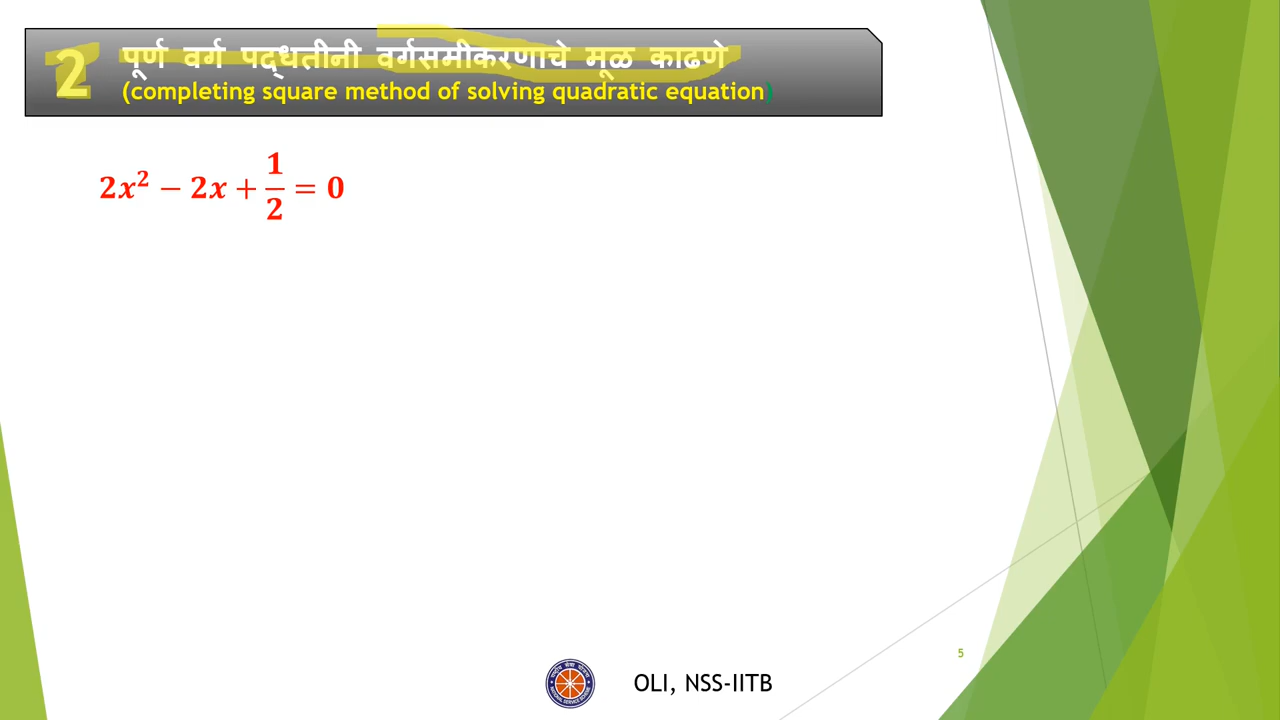 2
पूर्ण वर्ग पद्धतीनी वर्गसमीकरणाचे मूळ काढणे
(completing square method of solving quadratic equation)
2x² − 2x + 1/2 = 0
5
OLI, NSS-IITB